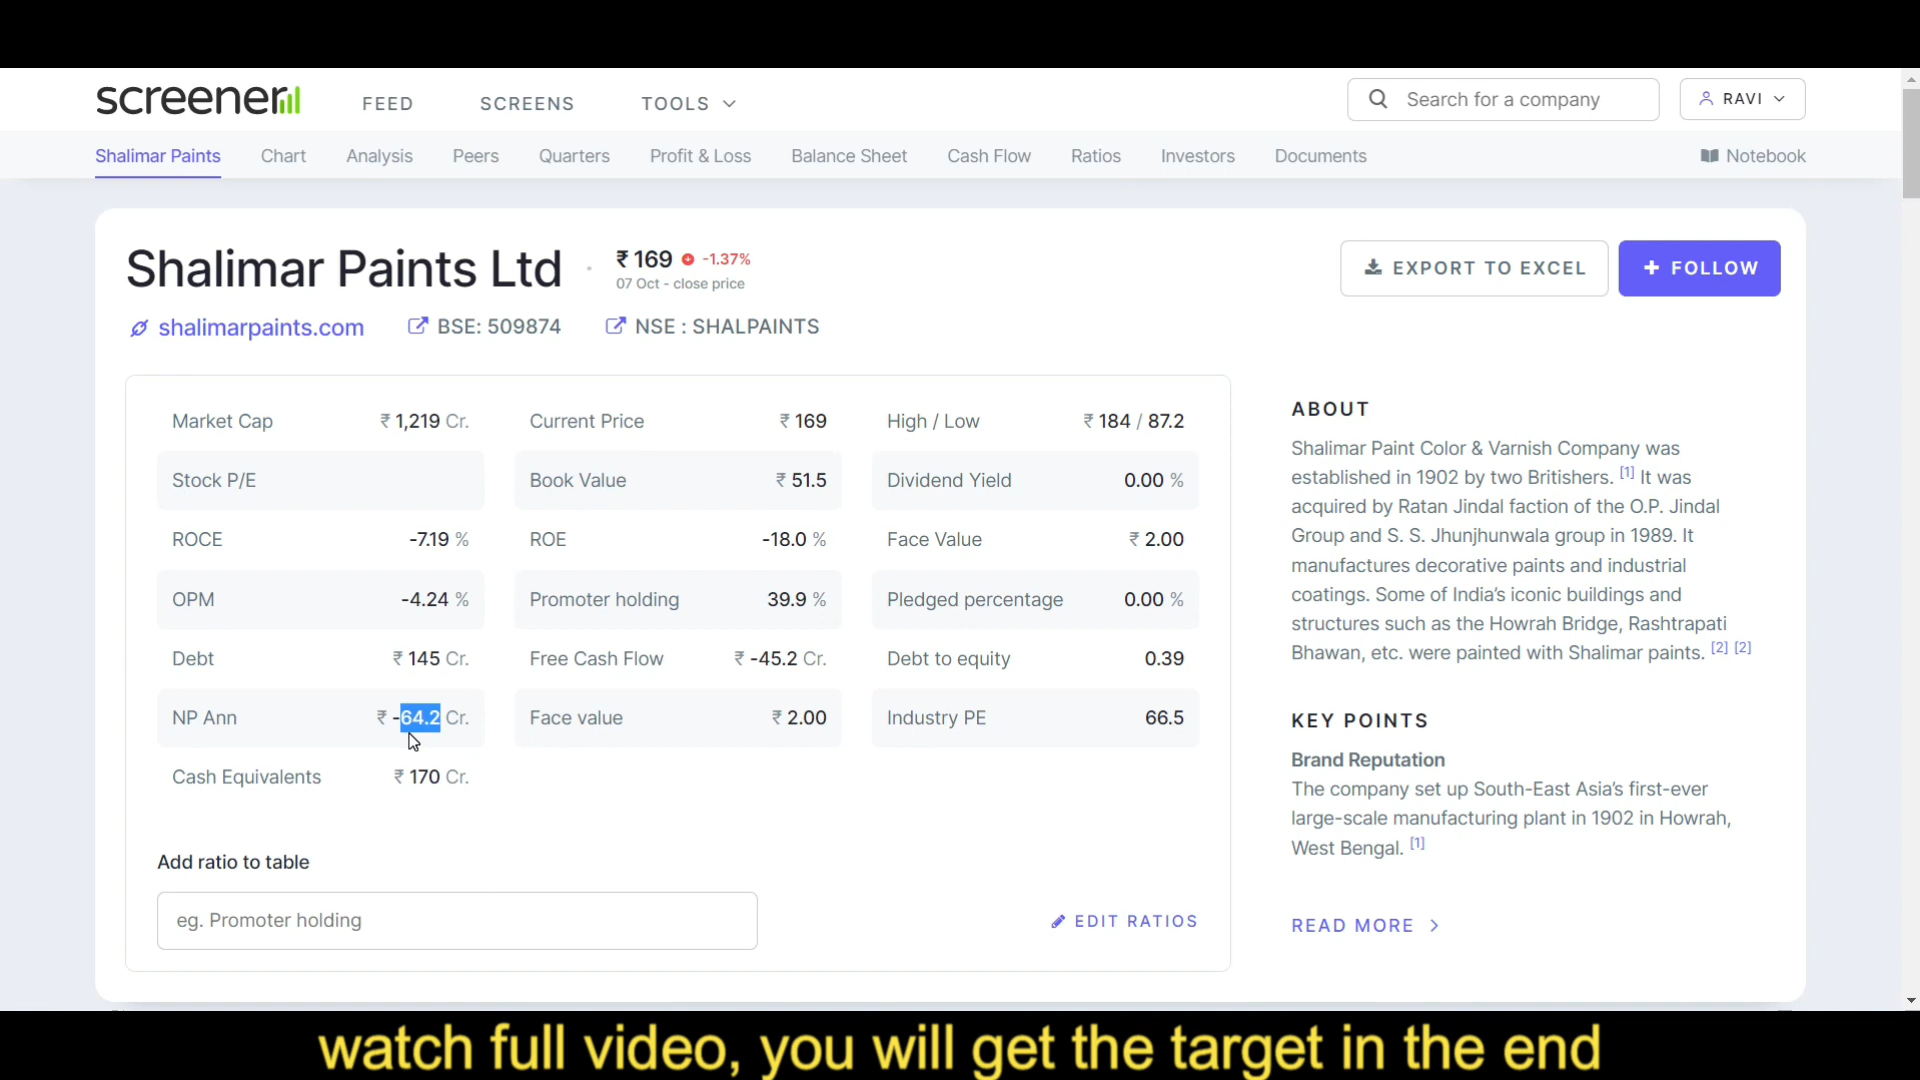 screener
FEED
SCREENS
TOOLS
Search for a company
RAVI
Shalimar Paints
Chart
Analysis
Peers
Quarters
Profit & Loss
Balance Sheet
Cash Flow
Ratios
Investors
Documents
Notebook
Shalimar Paints Ltd
₹ 169 -1.37%
07 Oct - close price
EXPORT TO EXCEL
+ FOLLOW
shalimarpaints.com
BSE: 509874
NSE : SHALPAINTS
Market Cap ₹ 1,219 Cr.
Current Price ₹ 169
High / Low ₹ 184 / 87.2
Stock P/E
Book Value ₹ 51.5
Dividend Yield 0.00 %
ROCE -7.19 %
ROE -18.0 %
Face Value ₹ 2.00
OPM -4.24 %
Promoter holding 39.9 %
Pledged percentage 0.00 %
Debt ₹ 145 Cr.
Free Cash Flow ₹ -45.2 Cr.
Debt to equity 0.39
NP Ann ₹ -64.2 Cr.
Face value ₹ 2.00
Industry PE 66.5
Cash Equivalents ₹ 170 Cr.
Add ratio to table
eg. Promoter holding
EDIT RATIOS
ABOUT
Shalimar Paint Color & Varnish Company was
established in 1902 by two Britishers. [1] It was
acquired by Ratan Jindal faction of the O.P. Jindal
Group and S. S. Jhunjhunwala group in 1989. It
manufactures decorative paints and industrial
coatings. Some of India's iconic buildings and
structures such as the Howrah Bridge, Rashtrapati
Bhawan, etc. were painted with Shalimar paints. [2] [2]
KEY POINTS
Brand Reputation
The company set up South-East Asia's first-ever
large-scale manufacturing plant in 1902 in Howrah,
West Bengal. [1]
READ MORE
watch full video, you will get the target in the end